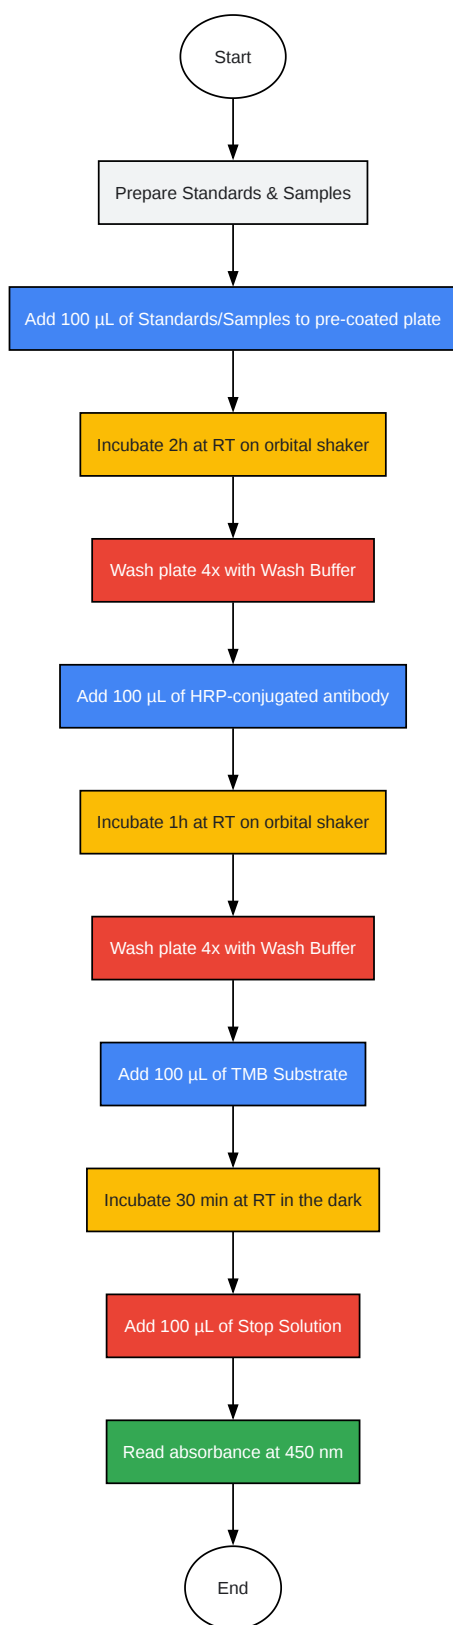 Start
Prepare Standards & Samples
Add 100 µL of Standards/Samples to pre-coated plate
Incubate 2h at RT on orbital shaker
Wash plate 4x with Wash Buffer
Add 100 µL of HRP-conjugated antibody
Incubate 1h at RT on orbital shaker
Wash plate 4x with Wash Buffer
Add 100 µL of TMB Substrate
Incubate 30 min at RT in the dark
Add 100 µL of Stop Solution
Read absorbance at 450 nm
End